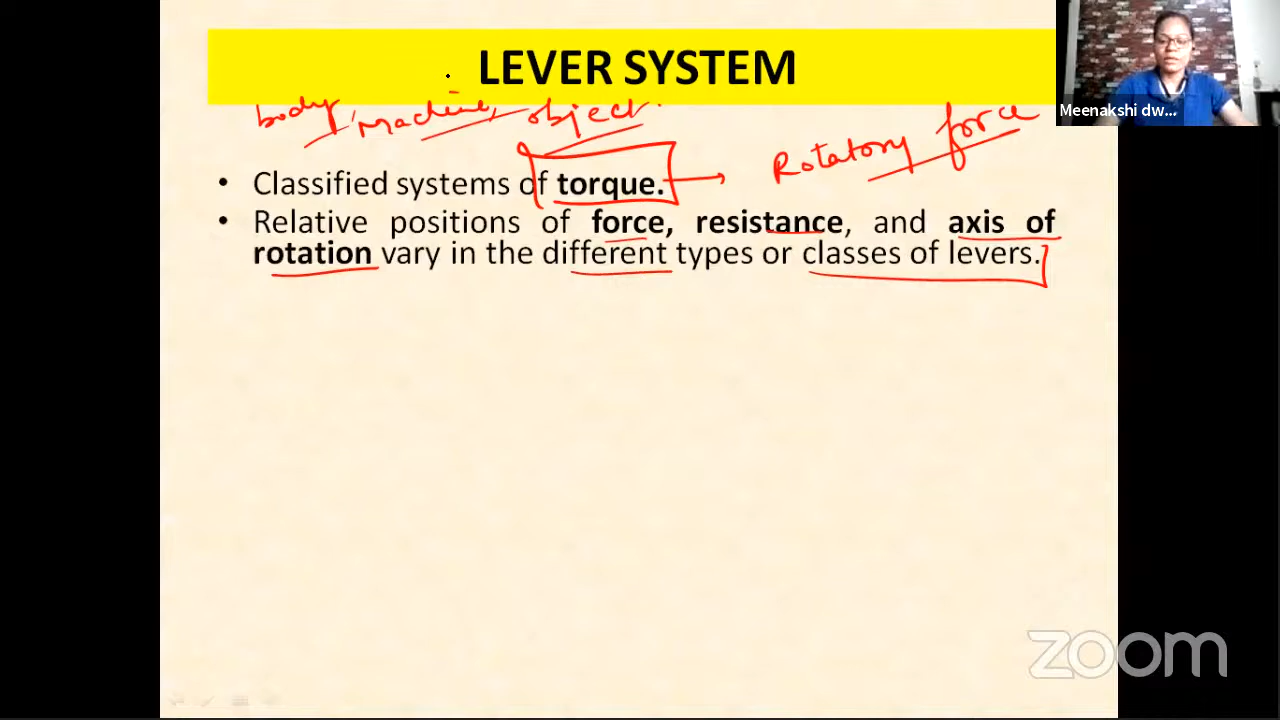 LEVER SYSTEM
body, Machine, object.
Rotatory force
• Classified systems of torque.
• Relative positions of force, resistance, and axis of
rotation vary in the different types or classes of levers.
Meenakshi dw...
zoom